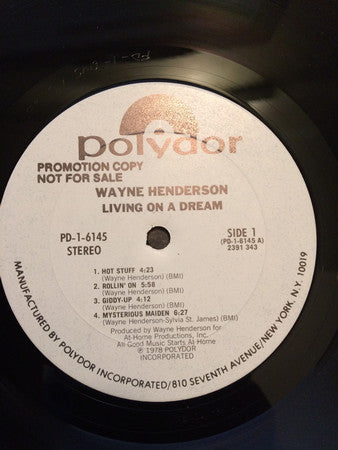 polydor
PROMOTION COPY
NOT FOR SALE
WAYNE HENDERSON
LIVING ON A DREAM
PD-1-6145
STEREO
SIDE 1
(PD-1-6145 A)
2391 343
1. HOT STUFF 4:23
(Wayne Henderson) (BMI)
2. ROLLIN' ON 5:58
(Wayne Henderson) (BMI)
3. GIDDY-UP 4:12
(Wayne Henderson) (BMI)
4. MYSTERIOUS MAIDEN 6:27
(Wayne Henderson-Sylvia St. James) (BMI)
Produced by Wayne Henderson for
At-Home Productions, Inc.
All Good Music Starts At Home
℗ 1978 POLYDOR
INCORPORATED
MANUFACTURED BY POLYDOR INCORPORATED/810 SEVENTH AVENUE/NEW YORK, N.Y. 10019